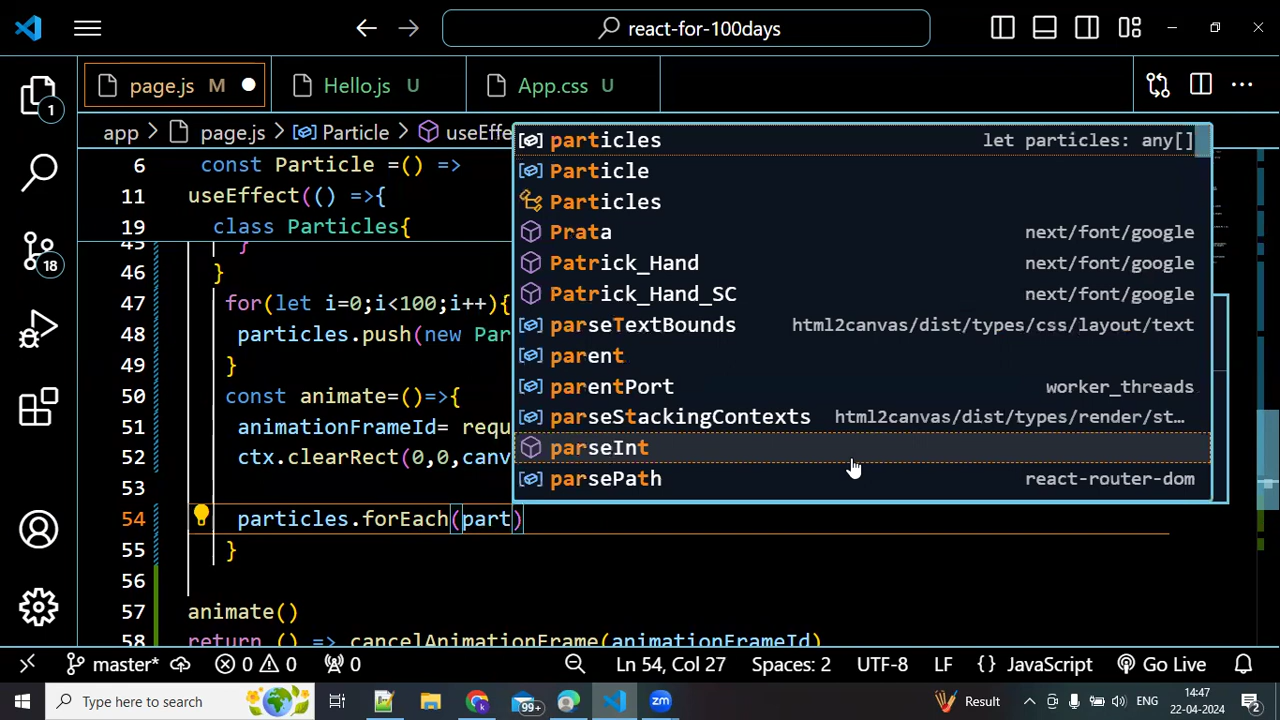 react-for-100days
page.js M
Hello.js U
App.css U
app > page.js > Particle > useEffe
6 const Particle =() =>
11 useEffect(() =>{
19 class Particles{
45 }
46 }
47 for(let i=0;i<100;i++){
48 particles.push(new Par
49 }
50 const animate=()=>{
51 animationFrameId= requ
52 ctx.clearRect(0,0,canv
53
54 particles.forEach(part)
55 }
56
57 animate()
58 return () => cancelAnimationFrame(animationFrameId)
particles let particles: any[]
Particle
Particles
Prata next/font/google
Patrick_Hand next/font/google
Patrick_Hand_SC next/font/google
parseTextBounds html2canvas/dist/types/css/layout/text
parent
parentPort worker_threads
parseStackingContexts html2canvas/dist/types/render/st…
parseInt
parsePath react-router-dom
1
18
master* 0 0 0 Ln 54, Col 27 Spaces: 2 UTF-8 LF {} JavaScript Go Live
Type here to search
99+
zm
Result
ENG
14:47
22-04-2024
2